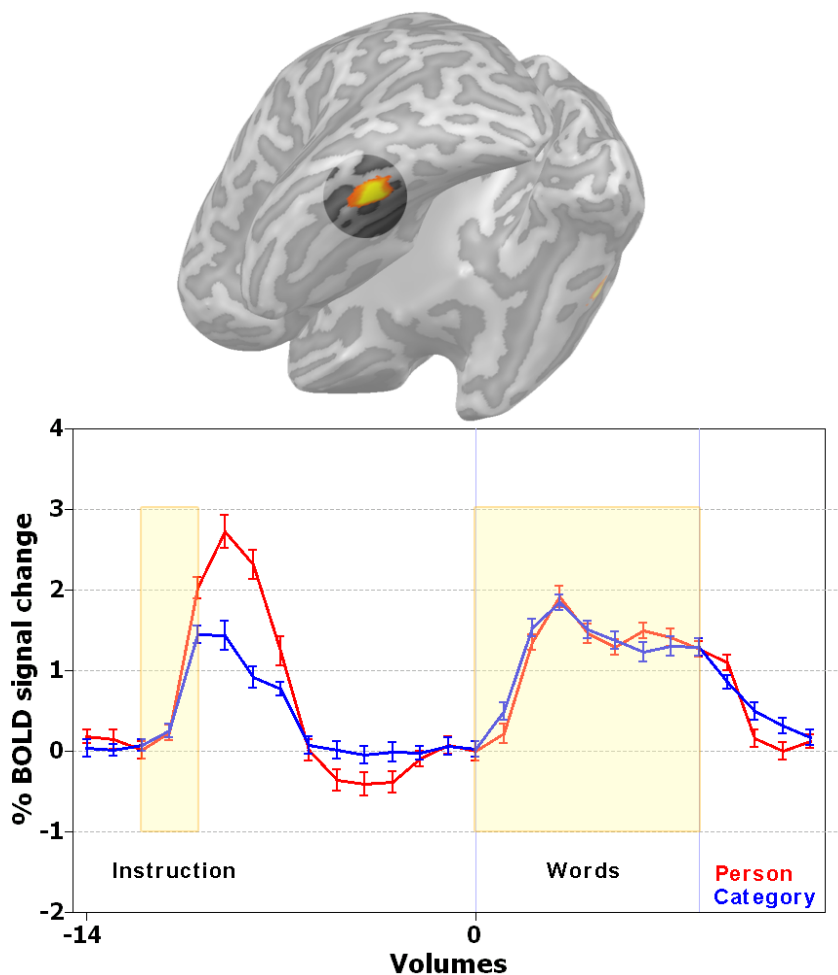 4
3
2
1
0
-1
-2
% BOLD signal change
Instruction
Words
Person
Category
-14
0
Volumes